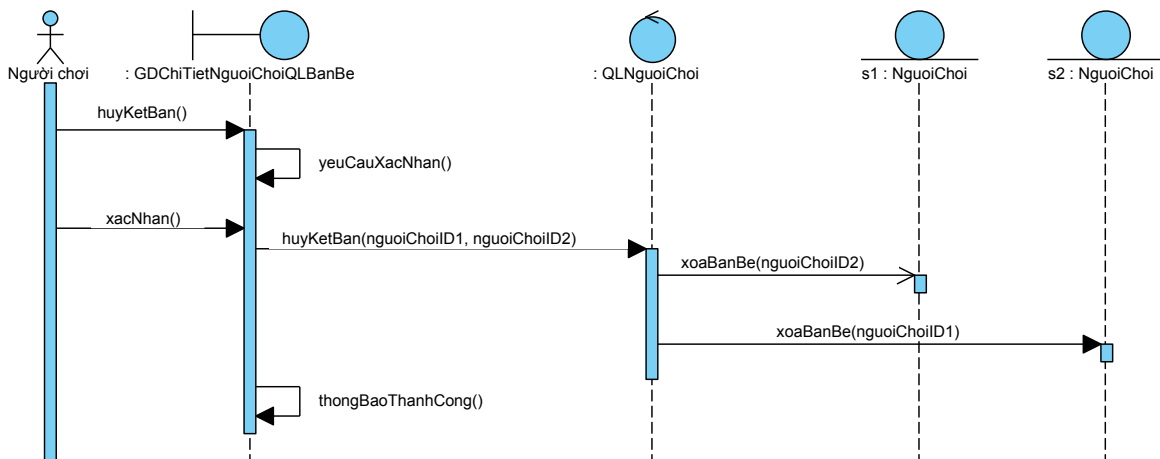 Người chơi
: GDChiTietNguoiChoiQLBanBe
: QLNguoiChoi
s1 : NguoiChoi
s2 : NguoiChoi
huyKetBan()
yeuCauXacNhan()
xacNhan()
huyKetBan(nguoiChoiID1, nguoiChoiID2)
xoaBanBe(nguoiChoiID2)
xoaBanBe(nguoiChoiID1)
thongBaoThanhCong()